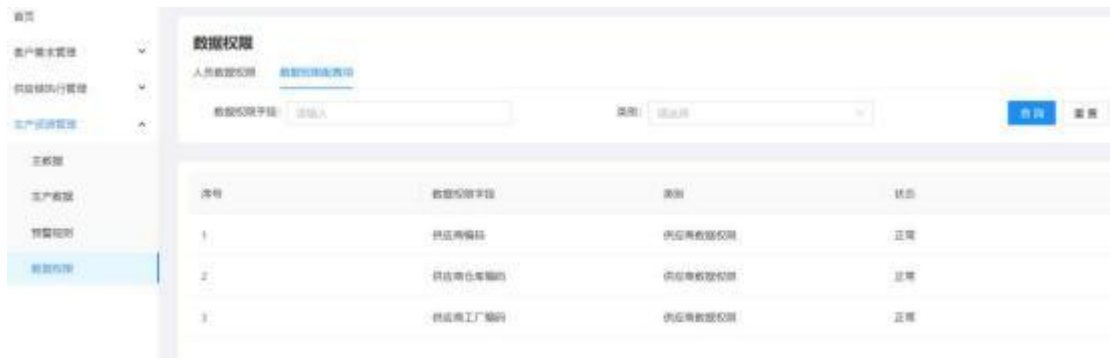 首页
客户需求管理
供应链执行管理
生产资源管理
主数据
生产数据
预警规则
数据权限
数据权限
人员数据权限 数据权限配置项
数据权限字段: 请输入 类别: 请选择 查询 重置
序号 数据权限字段 类别 状态
1 供应商编码 供应商数据权限 正常
2 供应商仓库编码 供应商数据权限 正常
3 供应商工厂编码 供应商数据权限 正常